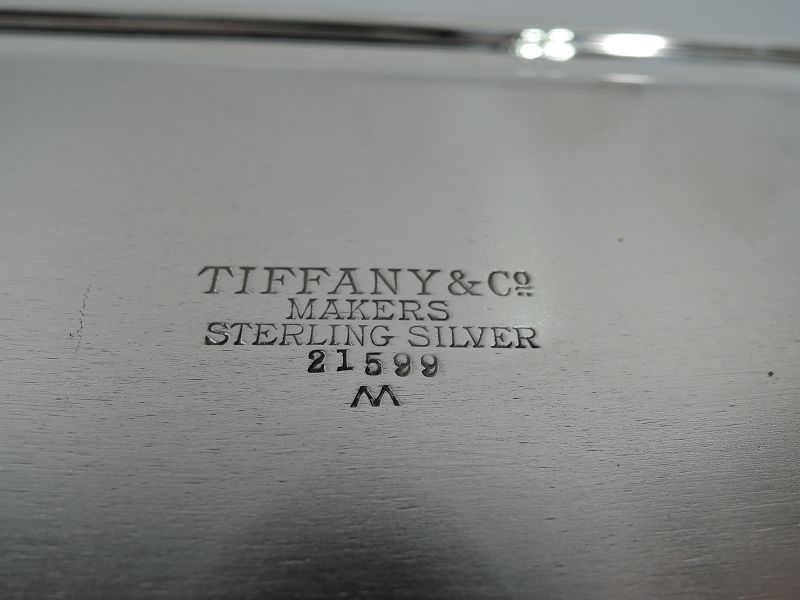 TIFFANY & Co.
MAKERS
STERLING SILVER
21599
M